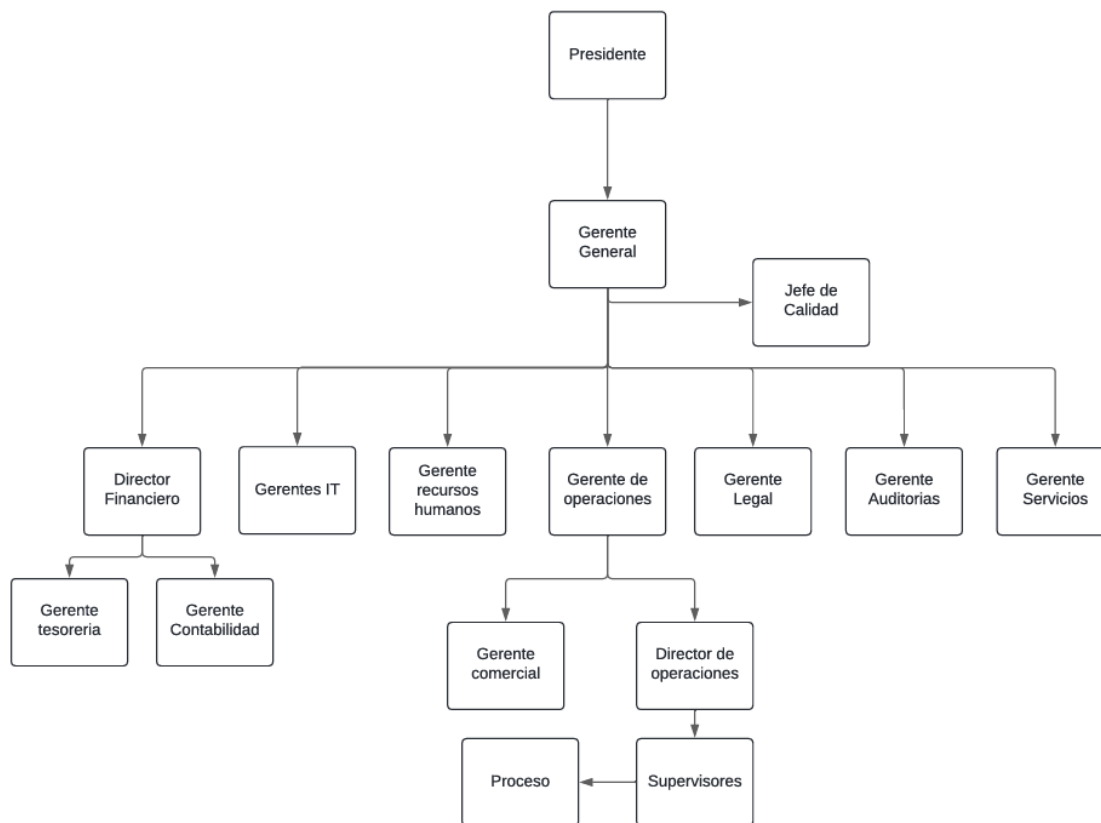 Presidente
Gerente
General
Jefe de
Calidad
Director
Financiero
Gerentes IT
Gerente
recursos
humanos
Gerente de
operaciones
Gerente
Legal
Gerente
Auditorias
Gerente
Servicios
Gerente
tesoreria
Gerente
Contabilidad
Gerente
comercial
Director de
operaciones
Proceso
Supervisores